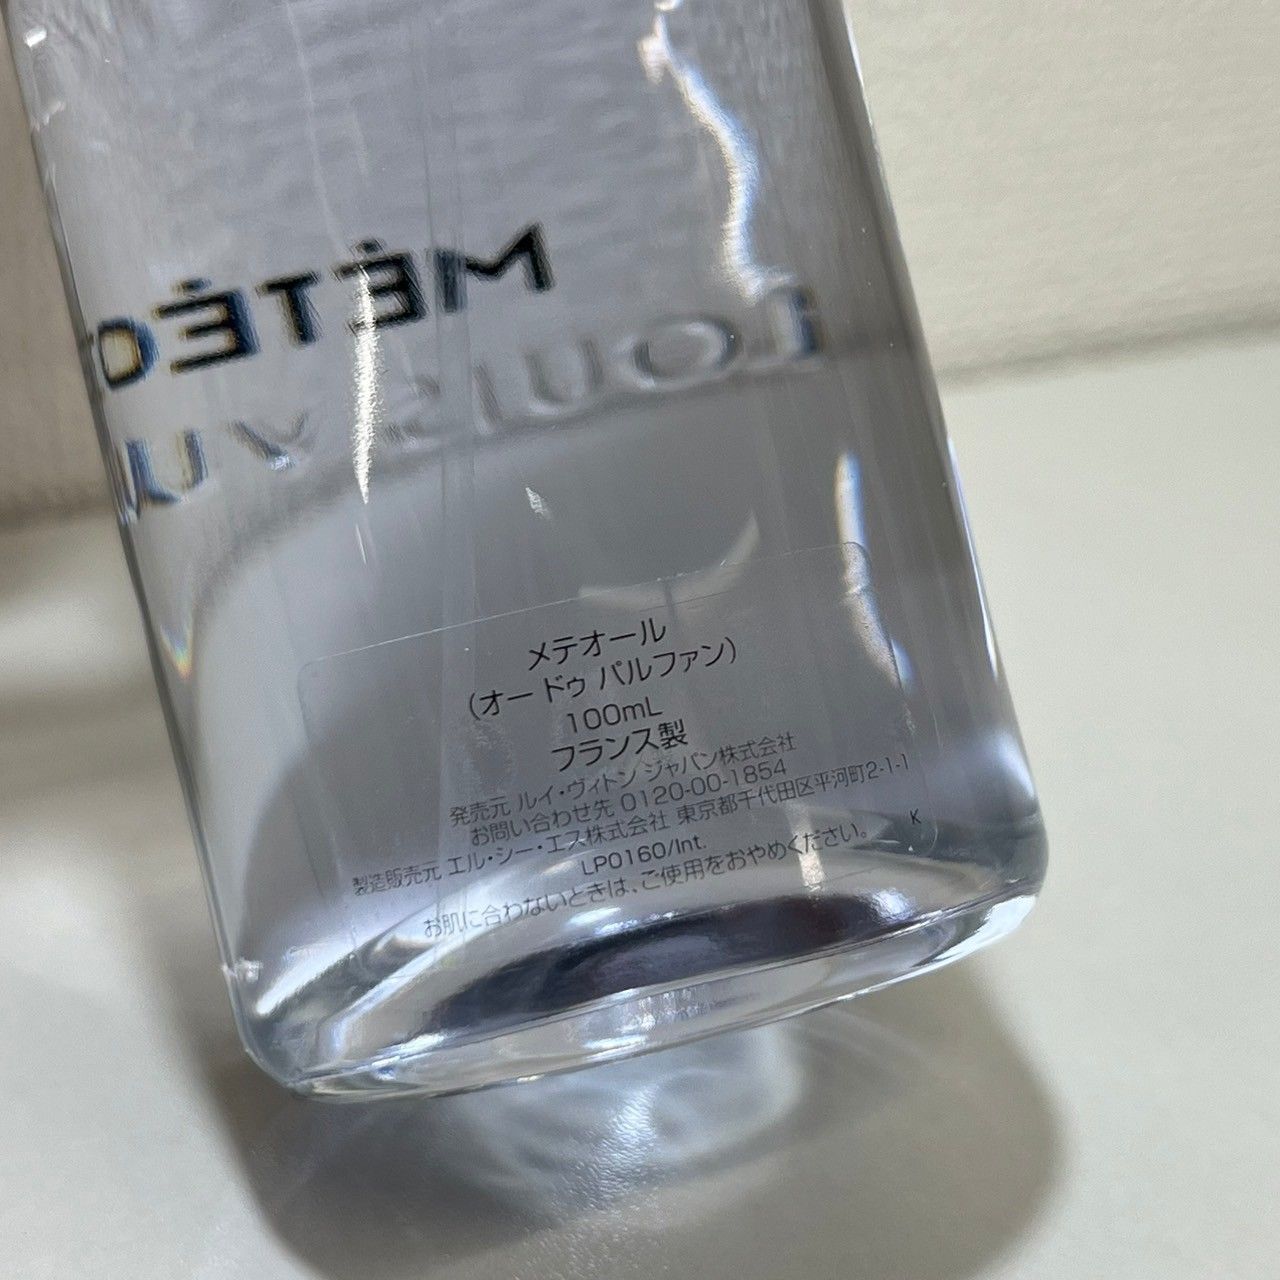 MÉTÉO
LOUIS VU
メテオール
(オー ドゥ パルファン)
100mL
フランス製
発売元 ルイ・ヴィトン ジャパン株式会社
お問い合わせ先 0120-00-1854
製造販売元 エル・シー・エス株式会社 東京都千代田区平河町2-1-1
LP0160/Int.
K
お肌に合わないときは、ご使用をおやめください。